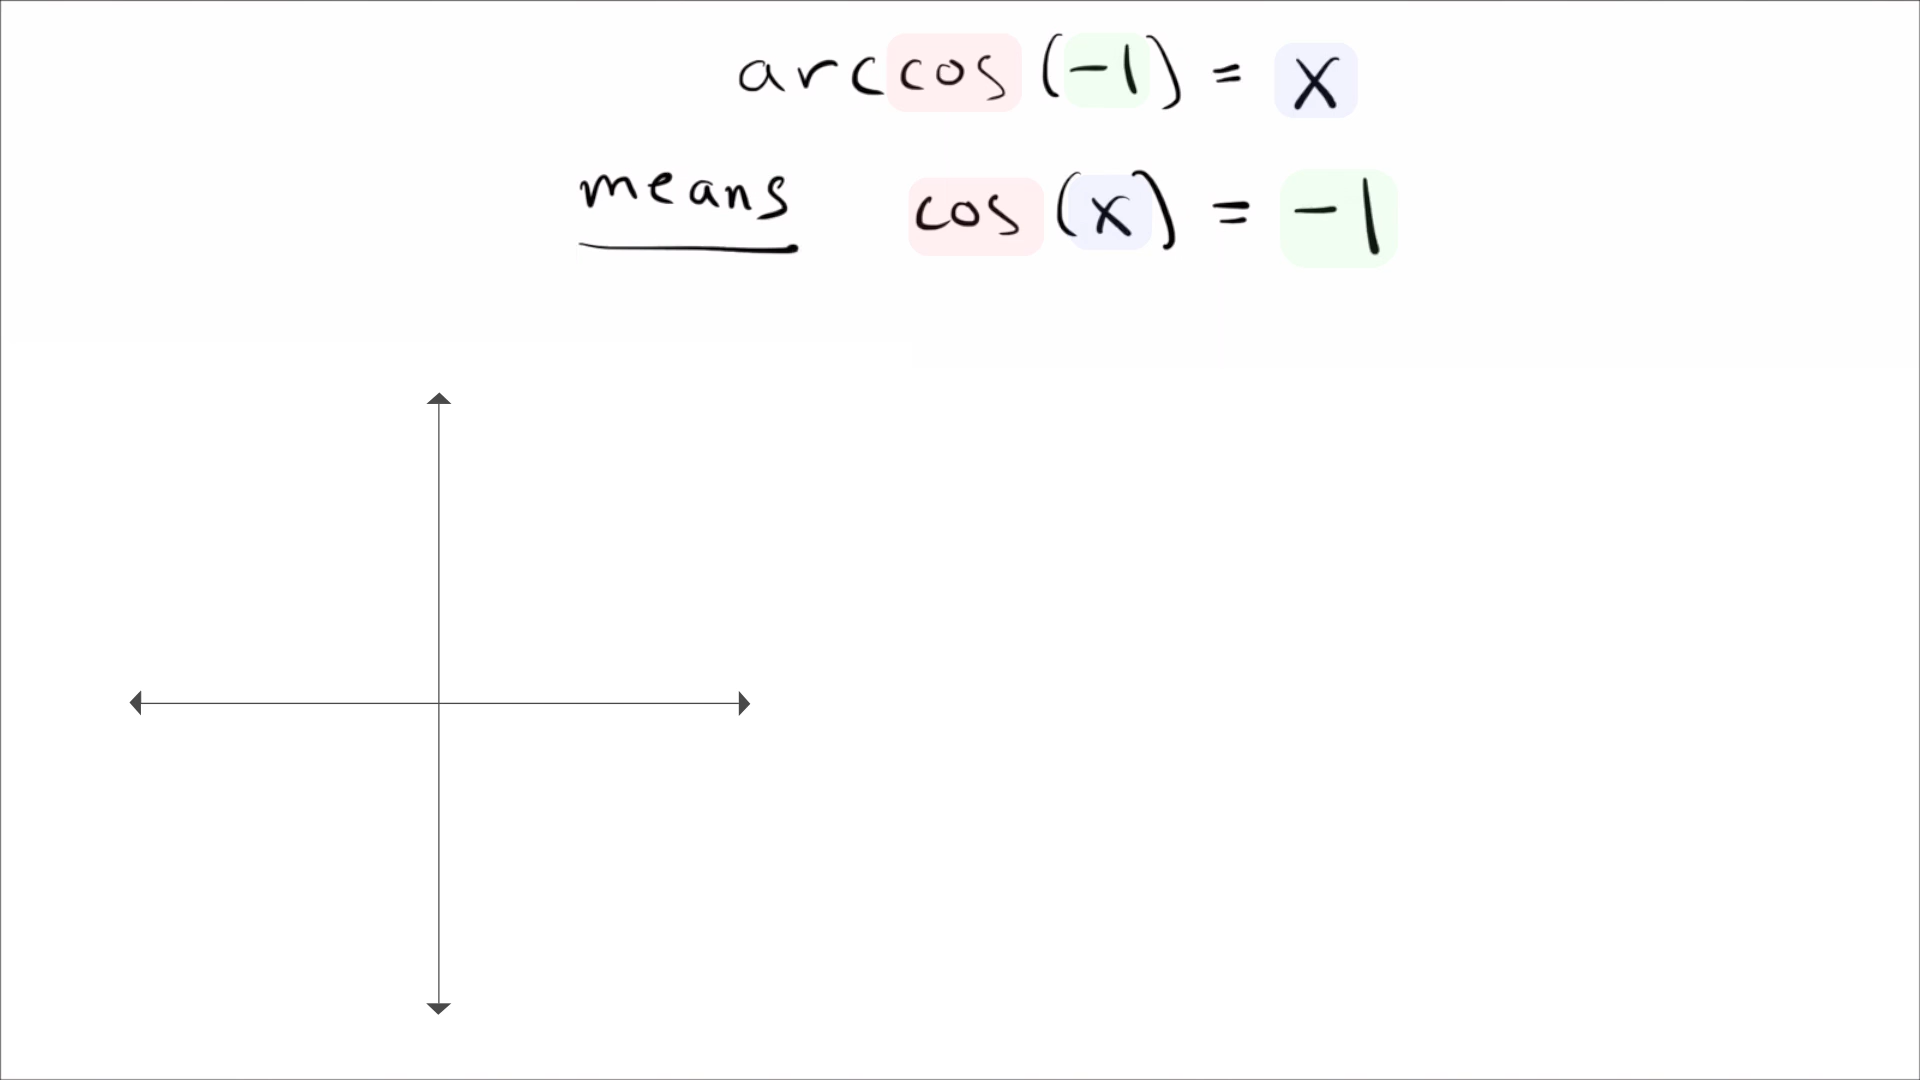 arccos (-1) = x
means cos (x) = -1